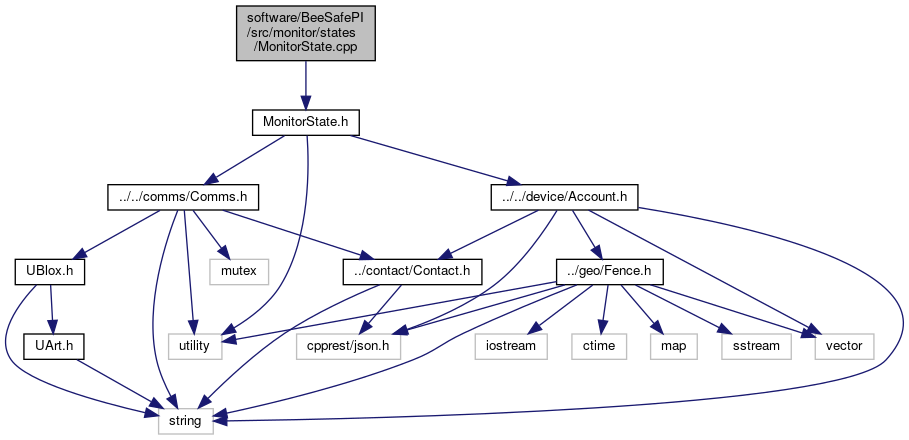 software/BeeSafePI
/src/monitor/states
/MonitorState.cpp
MonitorState.h
../../comms/Comms.h
../../device/Account.h
UBlox.h
mutex
../contact/Contact.h
../geo/Fence.h
UArt.h
utility
cpprest/json.h
iostream
ctime
map
sstream
vector
string